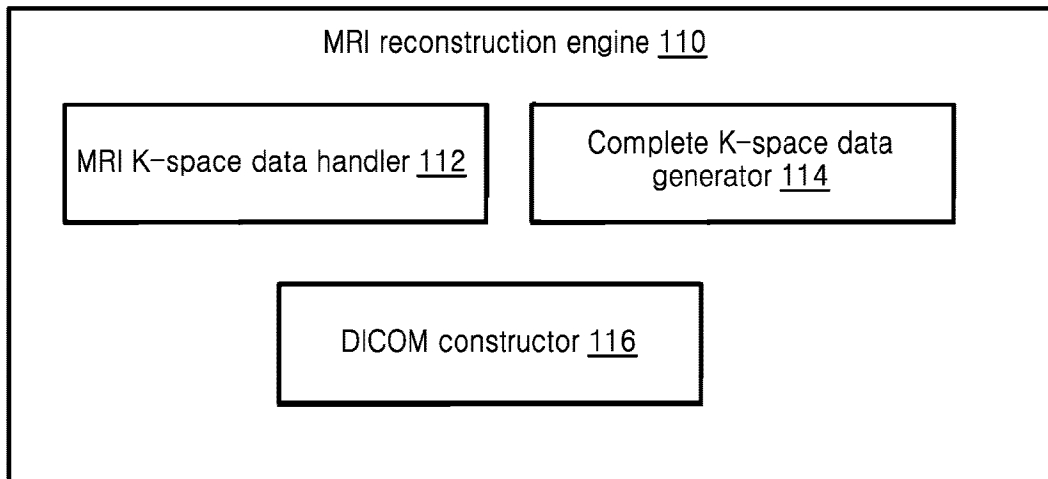 MRI reconstruction engine 110
MRI K-space data handler 112
Complete K-space data
generator 114
DICOM constructor 116